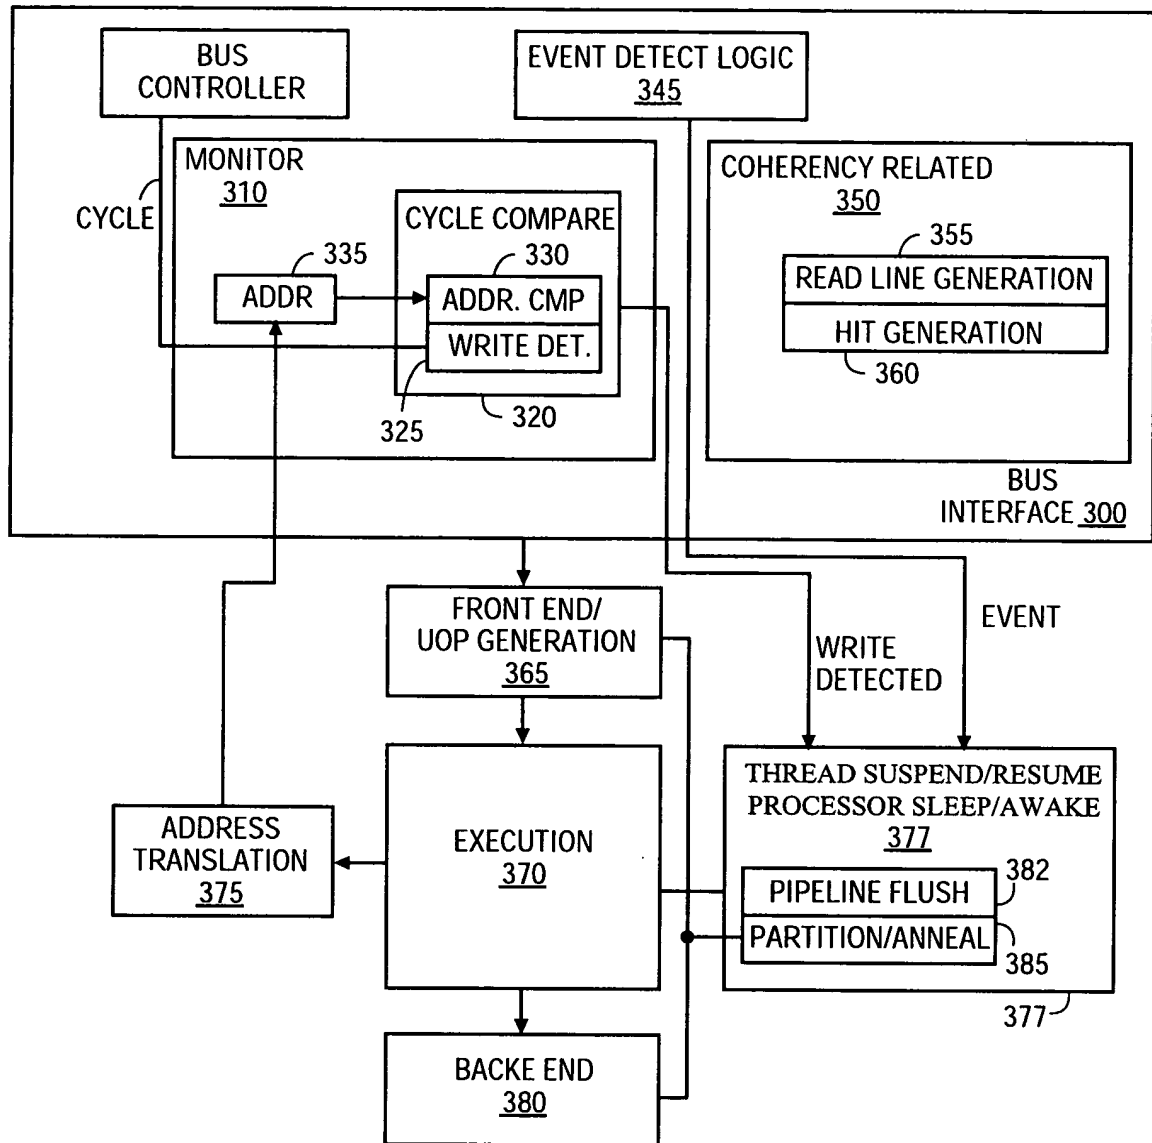 BUS
CONTROLLER
EVENT DETECT LOGIC
345
MONITOR
310
CYCLE
CYCLE COMPARE
335
330
ADDR
ADDR. CMP
WRITE DET.
325
320
COHERENCY RELATED
350
355
READ LINE GENERATION
HIT GENERATION
360
BUS
INTERFACE 300
FRONT END/
UOP GENERATION
365
WRITE
DETECTED
EVENT
ADDRESS
TRANSLATION
375
EXECUTION
370
THREAD SUSPEND/RESUME
PROCESSOR SLEEP/AWAKE
377
382
PIPELINE FLUSH
PARTITION/ANNEAL
385
377
BACKE END
380